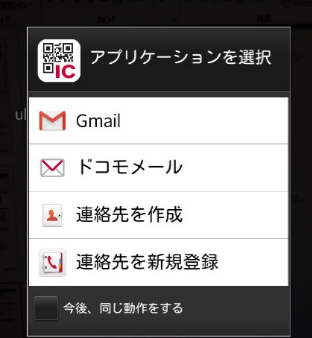 IC
アプリケーションを選択
ul
Gmail
ドコモメール
連絡先を作成
連絡先を新規登録
今後、同じ動作をする